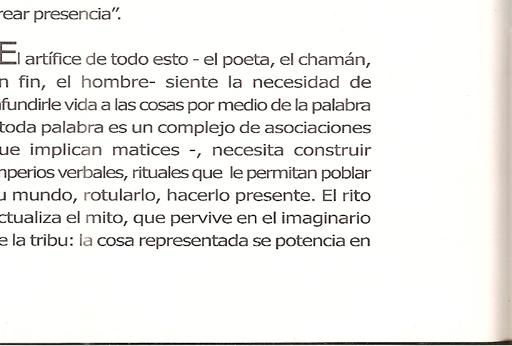 rear presencia”.
El artífice de todo esto - el poeta, el chamán,
n fin, el hombre- siente la necesidad de
nfundirle vida a las cosas por medio de la palabra
toda palabra es un complejo de asociaciones
ue implican matices -, necesita construir
mperios verbales, rituales que le permitan poblar
u mundo, rotularlo, hacerlo presente. El rito
ctualiza el mito, que pervive en el imaginario
e la tribu: la cosa representada se potencia en